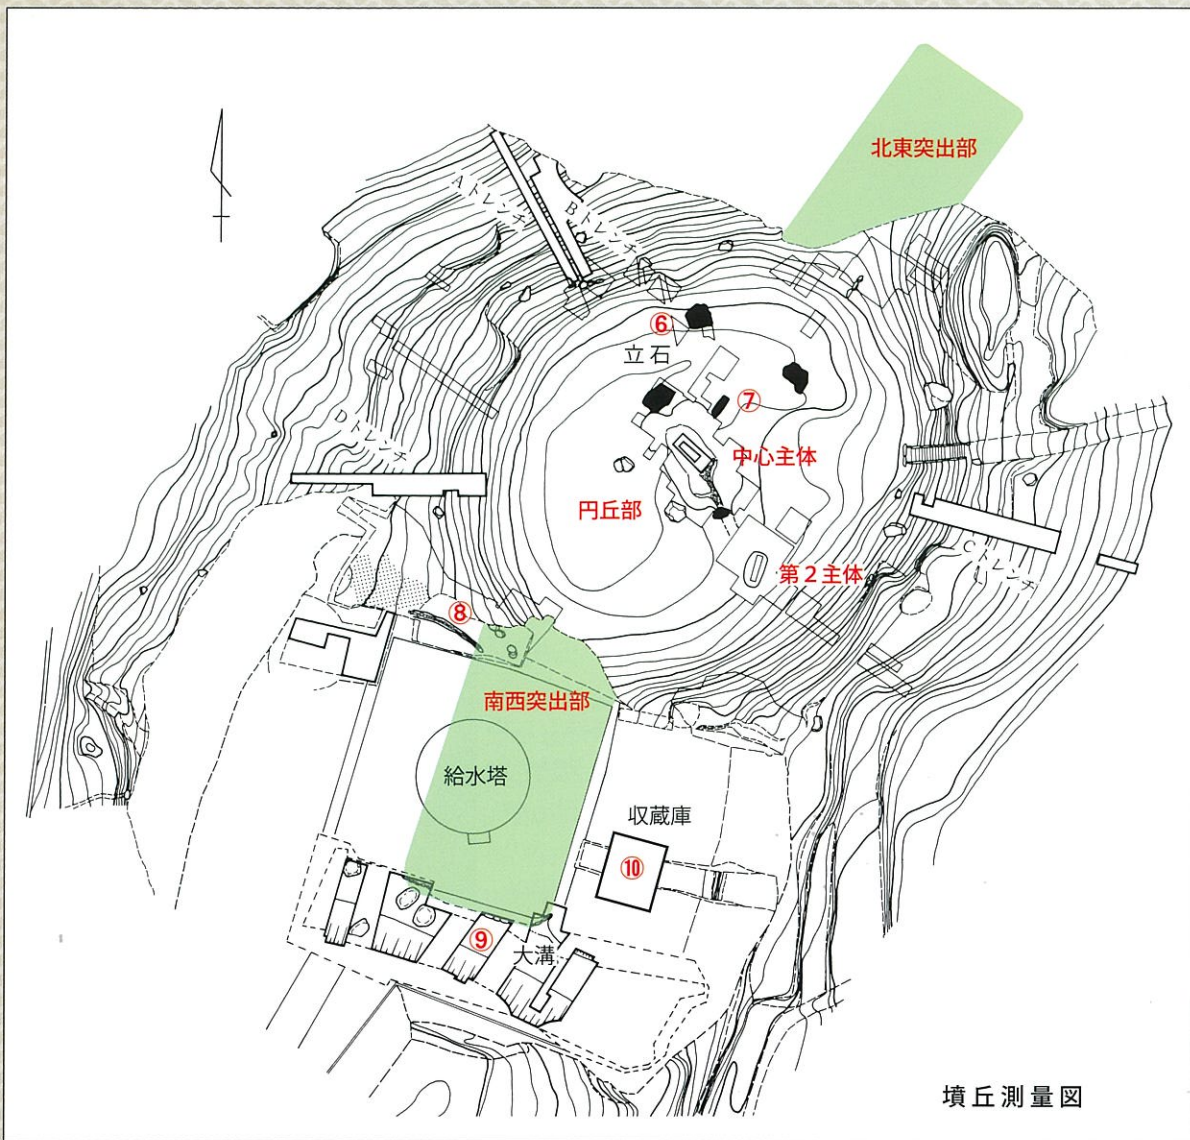 北東突出部
Aトレンチ
Bトレンチ
⑥
立石
⑦
中心主体
Dトレンチ
円丘部
第2主体
Cトレンチ
⑧
南西突出部
給水塔
収蔵庫
⑩
⑨
大溝
墳丘測量図